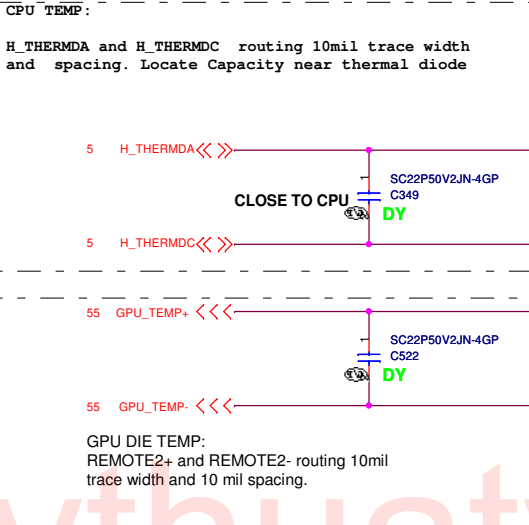 CPU TEMP:
H_THERMDA and H_THERMDC routing 10mil trace width
and spacing. Locate Capacity near thermal diode
5 H_THERMDA
1
SC22P50V2JN-4GP
C349
CLOSE TO CPU
DY
5 H_THERMDC
55 GPU_TEMP+
1
SC22P50V2JN-4GP
C522
DY
55 GPU_TEMP-
GPU DIE TEMP:
REMOTE2+ and REMOTE2- routing 10mil
trace width and 10 mil spacing.